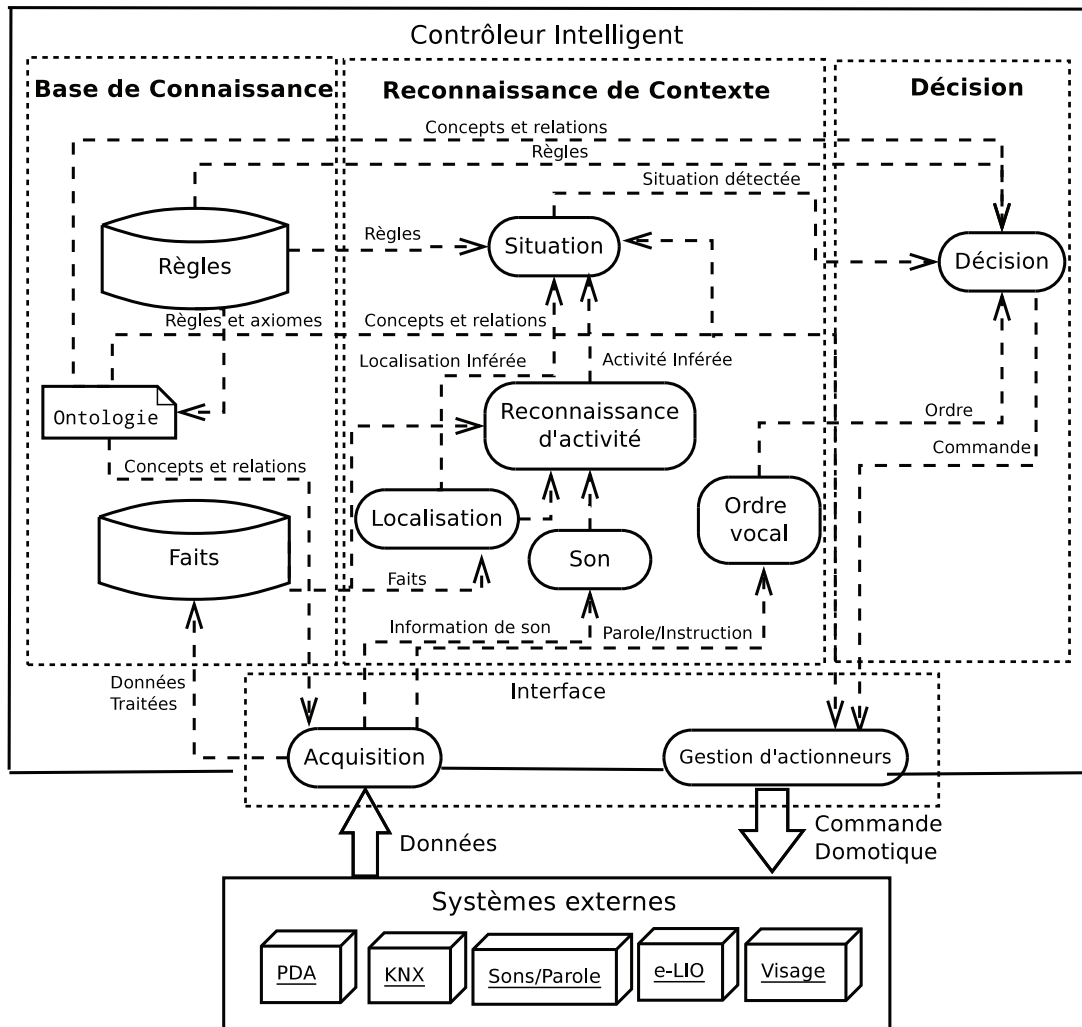 Contrôleur Intelligent
Base de Connaissance
Reconnaissance de Contexte
Décision
Concepts et relations
Règles
Situation détectée
Règles
Règles
Situation
Décision
Règles et axiomes
Concepts et relations
Localisation Inférée
Activité Inférée
Ontologie
Reconnaissance
d'activité
Ordre
Commande
Concepts et relations
Localisation
Ordre
vocal
Faits
Son
Faits
Information de son
Parole/Instruction
Données
Traitées
Interface
Acquisition
Gestion d'actionneurs
Données
Commande
Domotique
Systèmes externes
PDA
KNX
Sons/Parole
e-LIO
Visage